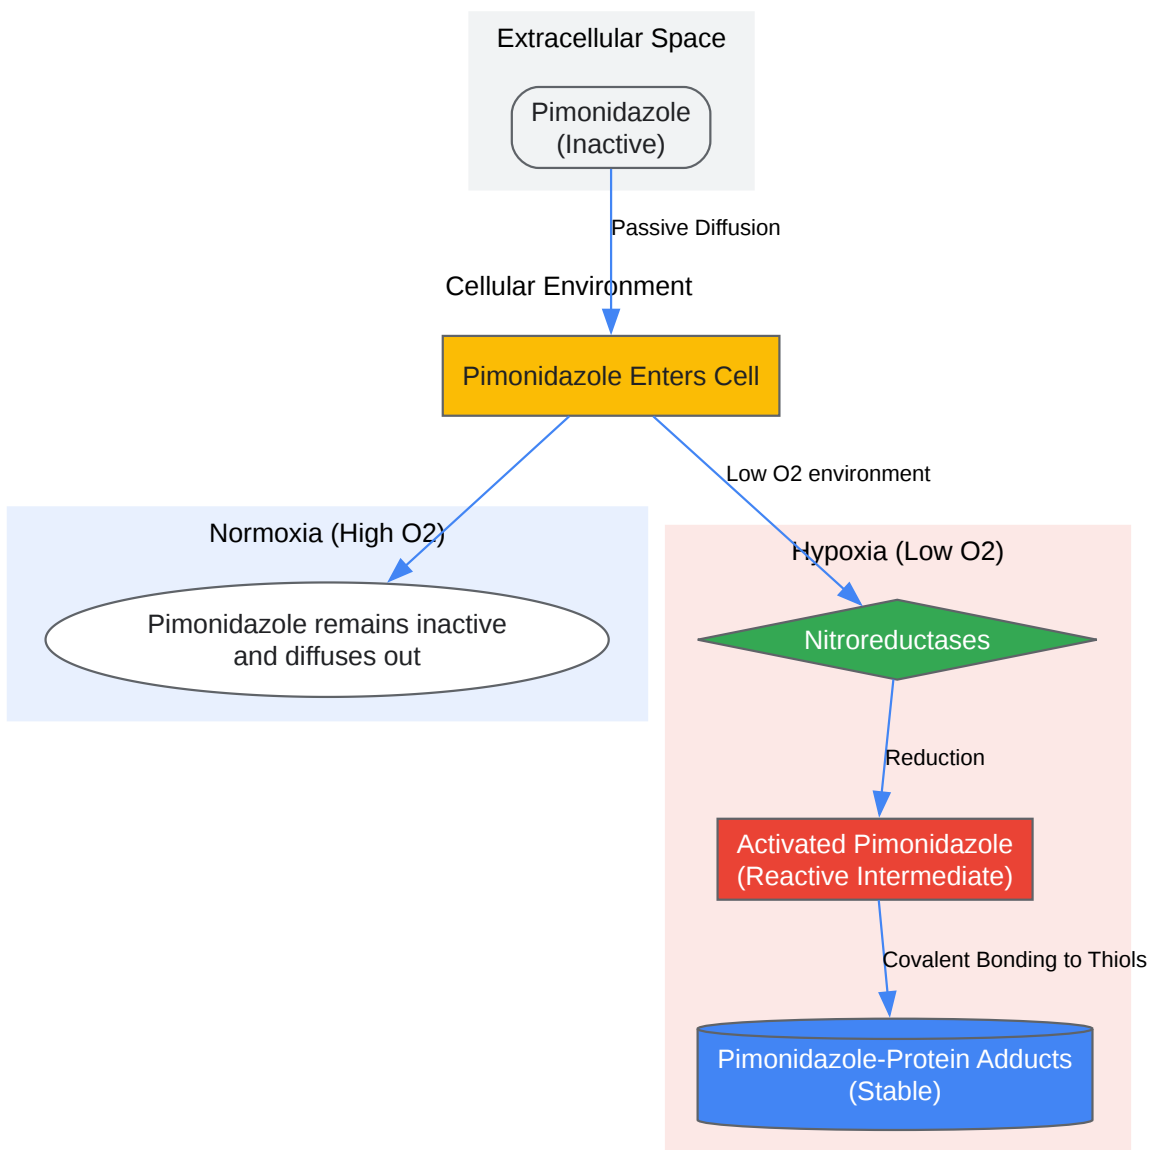 Extracellular Space
Pimonidazole
(Inactive)
Passive Diffusion
Cellular Environment
Pimonidazole Enters Cell
Low O2 environment
Normoxia (High O2)
Pimonidazole remains inactive
and diffuses out
Hypoxia (Low O2)
Nitroreductases
Reduction
Activated Pimonidazole
(Reactive Intermediate)
Covalent Bonding to Thiols
Pimonidazole-Protein Adducts
(Stable)